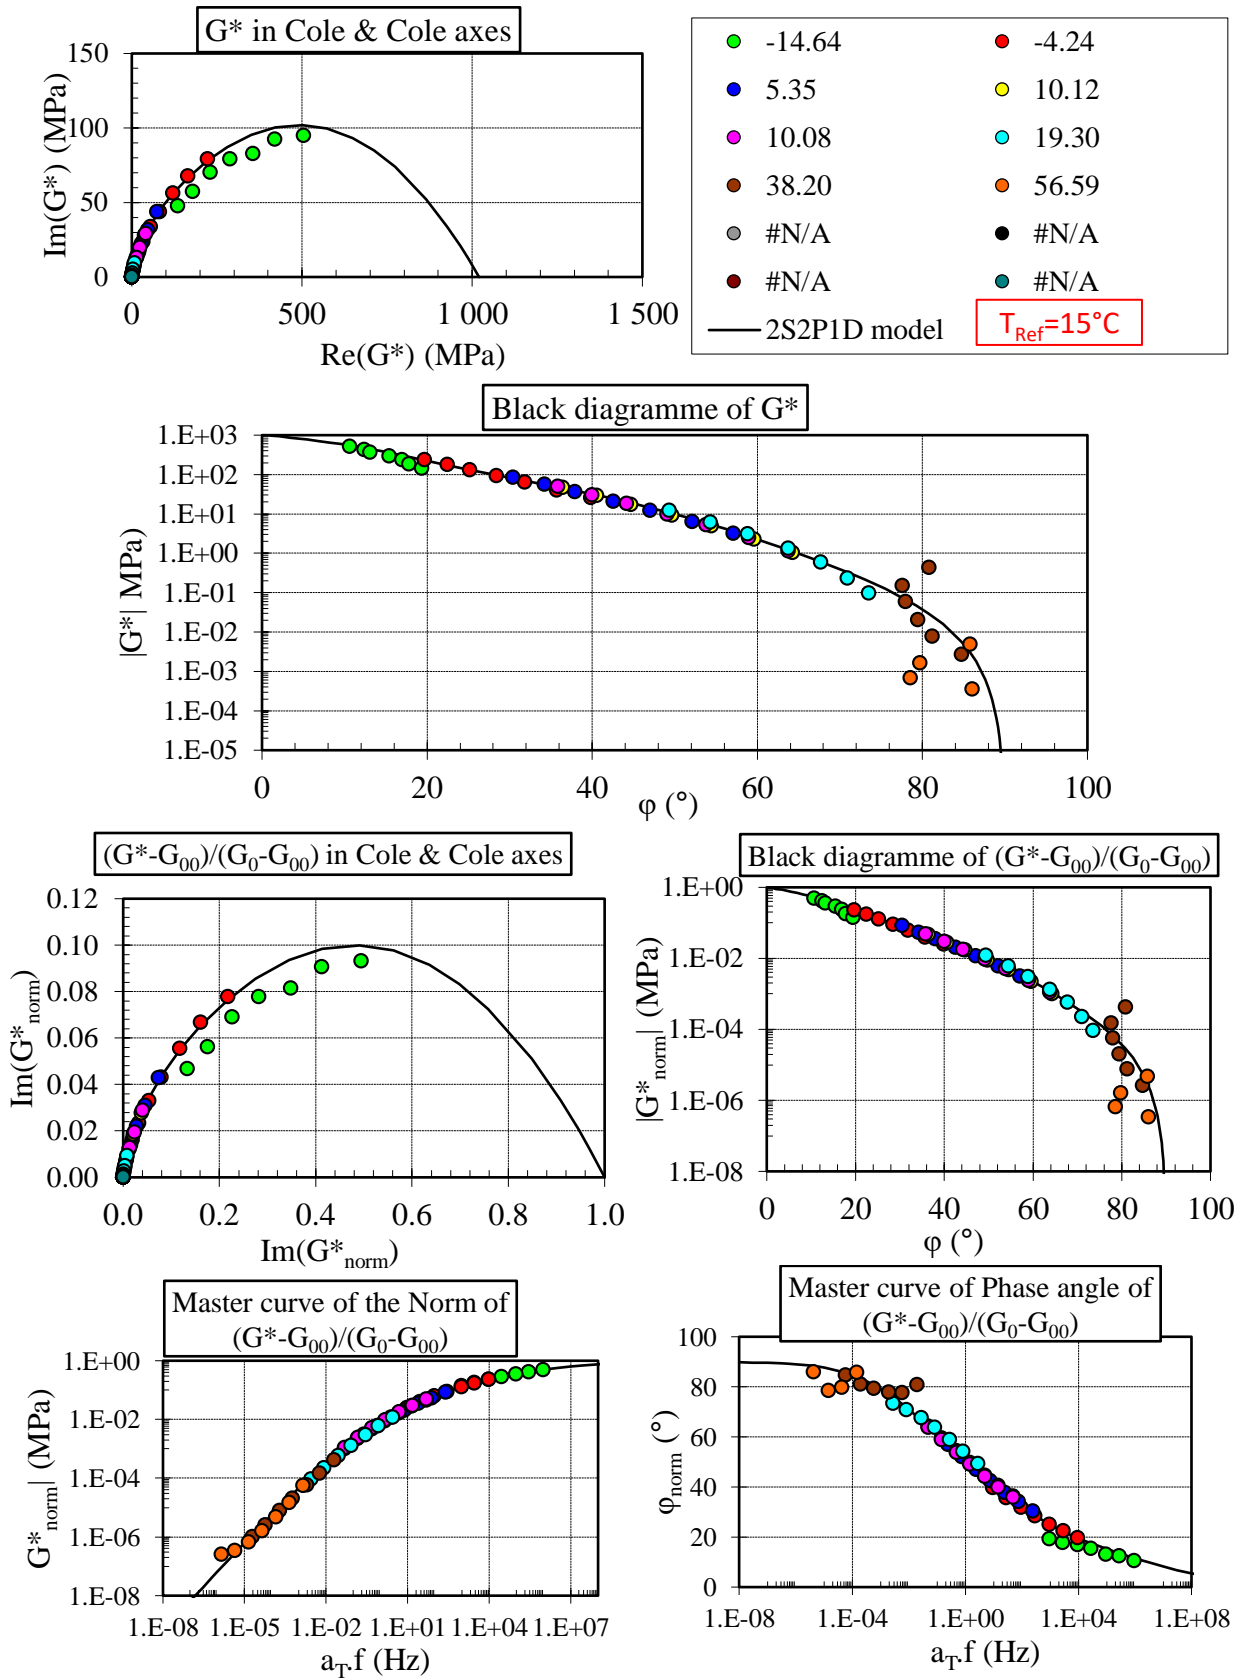 G* in Cole & Cole axes
150
100
50
0
Im(G*) (MPa)
0
500
1 000
1 500
Re(G*) (MPa)
-14.64
-4.24
5.35
10.12
10.08
19.30
38.20
56.59
#N/A
#N/A
#N/A
#N/A
2S2P1D model
TRef=15°C
Black diagramme of G*
1.E+03
1.E+02
1.E+01
1.E+00
1.E-01
1.E-02
1.E-03
1.E-04
1.E-05
|G*| MPa
0
20
40
60
80
100
φ (°)
(G*-G00)/(G0-G00) in Cole & Cole axes
0.12
0.10
0.08
0.06
0.04
0.02
0.00
Im(G*norm)
0.0
0.2
0.4
0.6
0.8
1.0
Im(G*norm)
Black diagramme of (G*-G00)/(G0-G00)
1.E+00
1.E-02
1.E-04
1.E-06
1.E-08
|G*norm| (MPa)
0
20
40
60
80
100
φ (°)
Master curve of the Norm of
(G*-G00)/(G0-G00)
1.E+00
1.E-02
1.E-04
1.E-06
1.E-08
G*norm| (MPa)
1.E-08
1.E-05
1.E-02
1.E+01
1.E+04
1.E+07
aT.f (Hz)
Master curve of Phase angle of
(G*-G00)/(G0-G00)
100
80
60
40
20
0
φnorm (°)
1.E-08
1.E-04
1.E+00
1.E+04
1.E+08
aT.f (Hz)